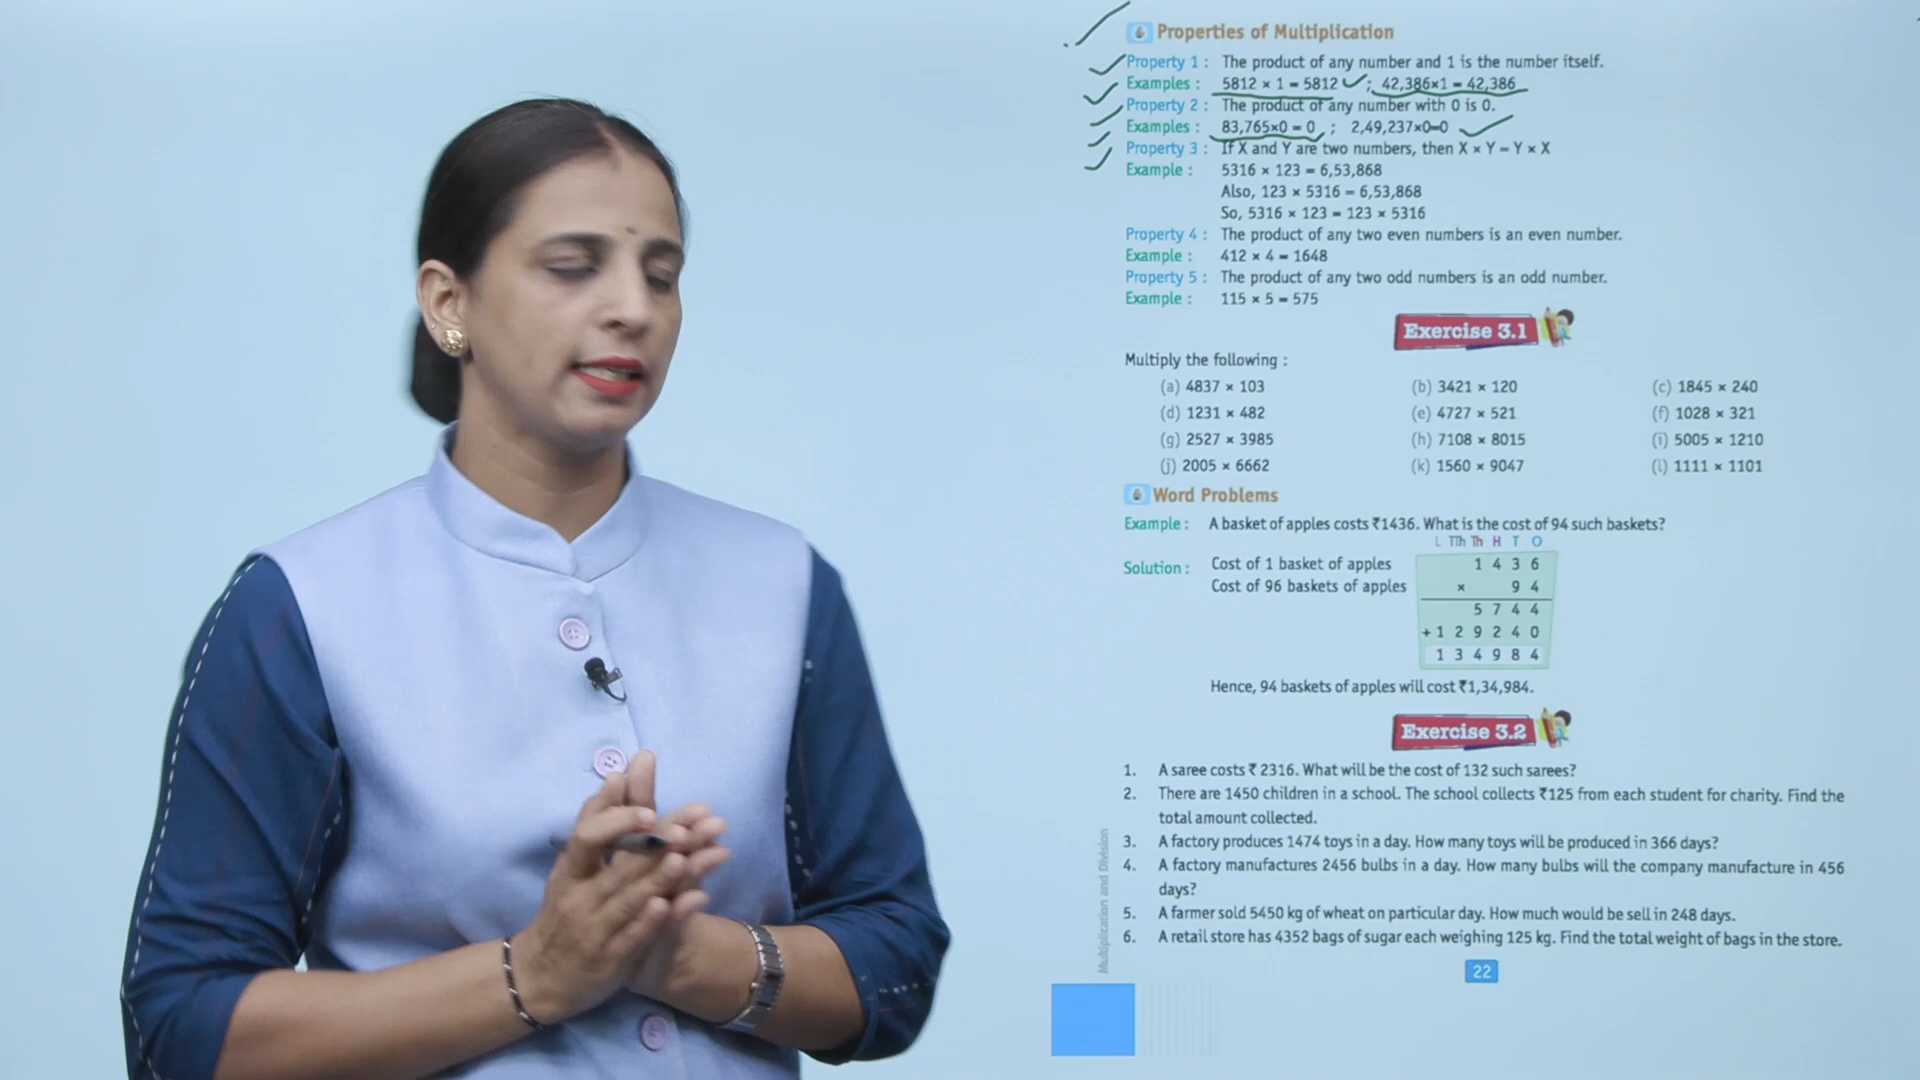 Properties of Multiplication
Property 1 : The product of any number and 1 is the number itself.
Examples : 5812 × 1 = 5812 ; 42,386×1 = 42,386
Property 2 : The product of any number with 0 is 0.
Examples : 83,765×0 = 0 ; 2,49,237×0=0
Property 3 : If X and Y are two numbers, then X × Y = Y × X
Example : 5316 × 123 = 6,53,868
Also, 123 × 5316 = 6,53,868
So, 5316 × 123 = 123 × 5316
Property 4 : The product of any two even numbers is an even number.
Example : 412 × 4 = 1648
Property 5 : The product of any two odd numbers is an odd number.
Example : 115 × 5 = 575
Exercise 3.1
Multiply the following :
(a) 4837 × 103 (b) 3421 × 120 (c) 1845 × 240
(d) 1231 × 482 (e) 4727 × 521 (f) 1028 × 321
(g) 2527 × 3985 (h) 7108 × 8015 (i) 5005 × 1210
(j) 2005 × 6662 (k) 1560 × 9047 (l) 1111 × 1101
Word Problems
Example : A basket of apples costs ₹1436. What is the cost of 94 such baskets?
L TTh Th H T O
Solution : Cost of 1 basket of apples 1 4 3 6
Cost of 96 baskets of apples × 9 4
5 7 4 4
+ 1 2 9 2 4 0
1 3 4 9 8 4
Hence, 94 baskets of apples will cost ₹1,34,984.
Exercise 3.2
1. A saree costs ₹ 2316. What will be the cost of 132 such sarees?
2. There are 1450 children in a school. The school collects ₹125 from each student for charity. Find the
total amount collected.
3. A factory produces 1474 toys in a day. How many toys will be produced in 366 days?
4. A factory manufactures 2456 bulbs in a day. How many bulbs will the company manufacture in 456
days?
5. A farmer sold 5450 kg of wheat on particular day. How much would be sell in 248 days.
6. A retail store has 4352 bags of sugar each weighing 125 kg. Find the total weight of bags in the store.
Multiplication and Division
22